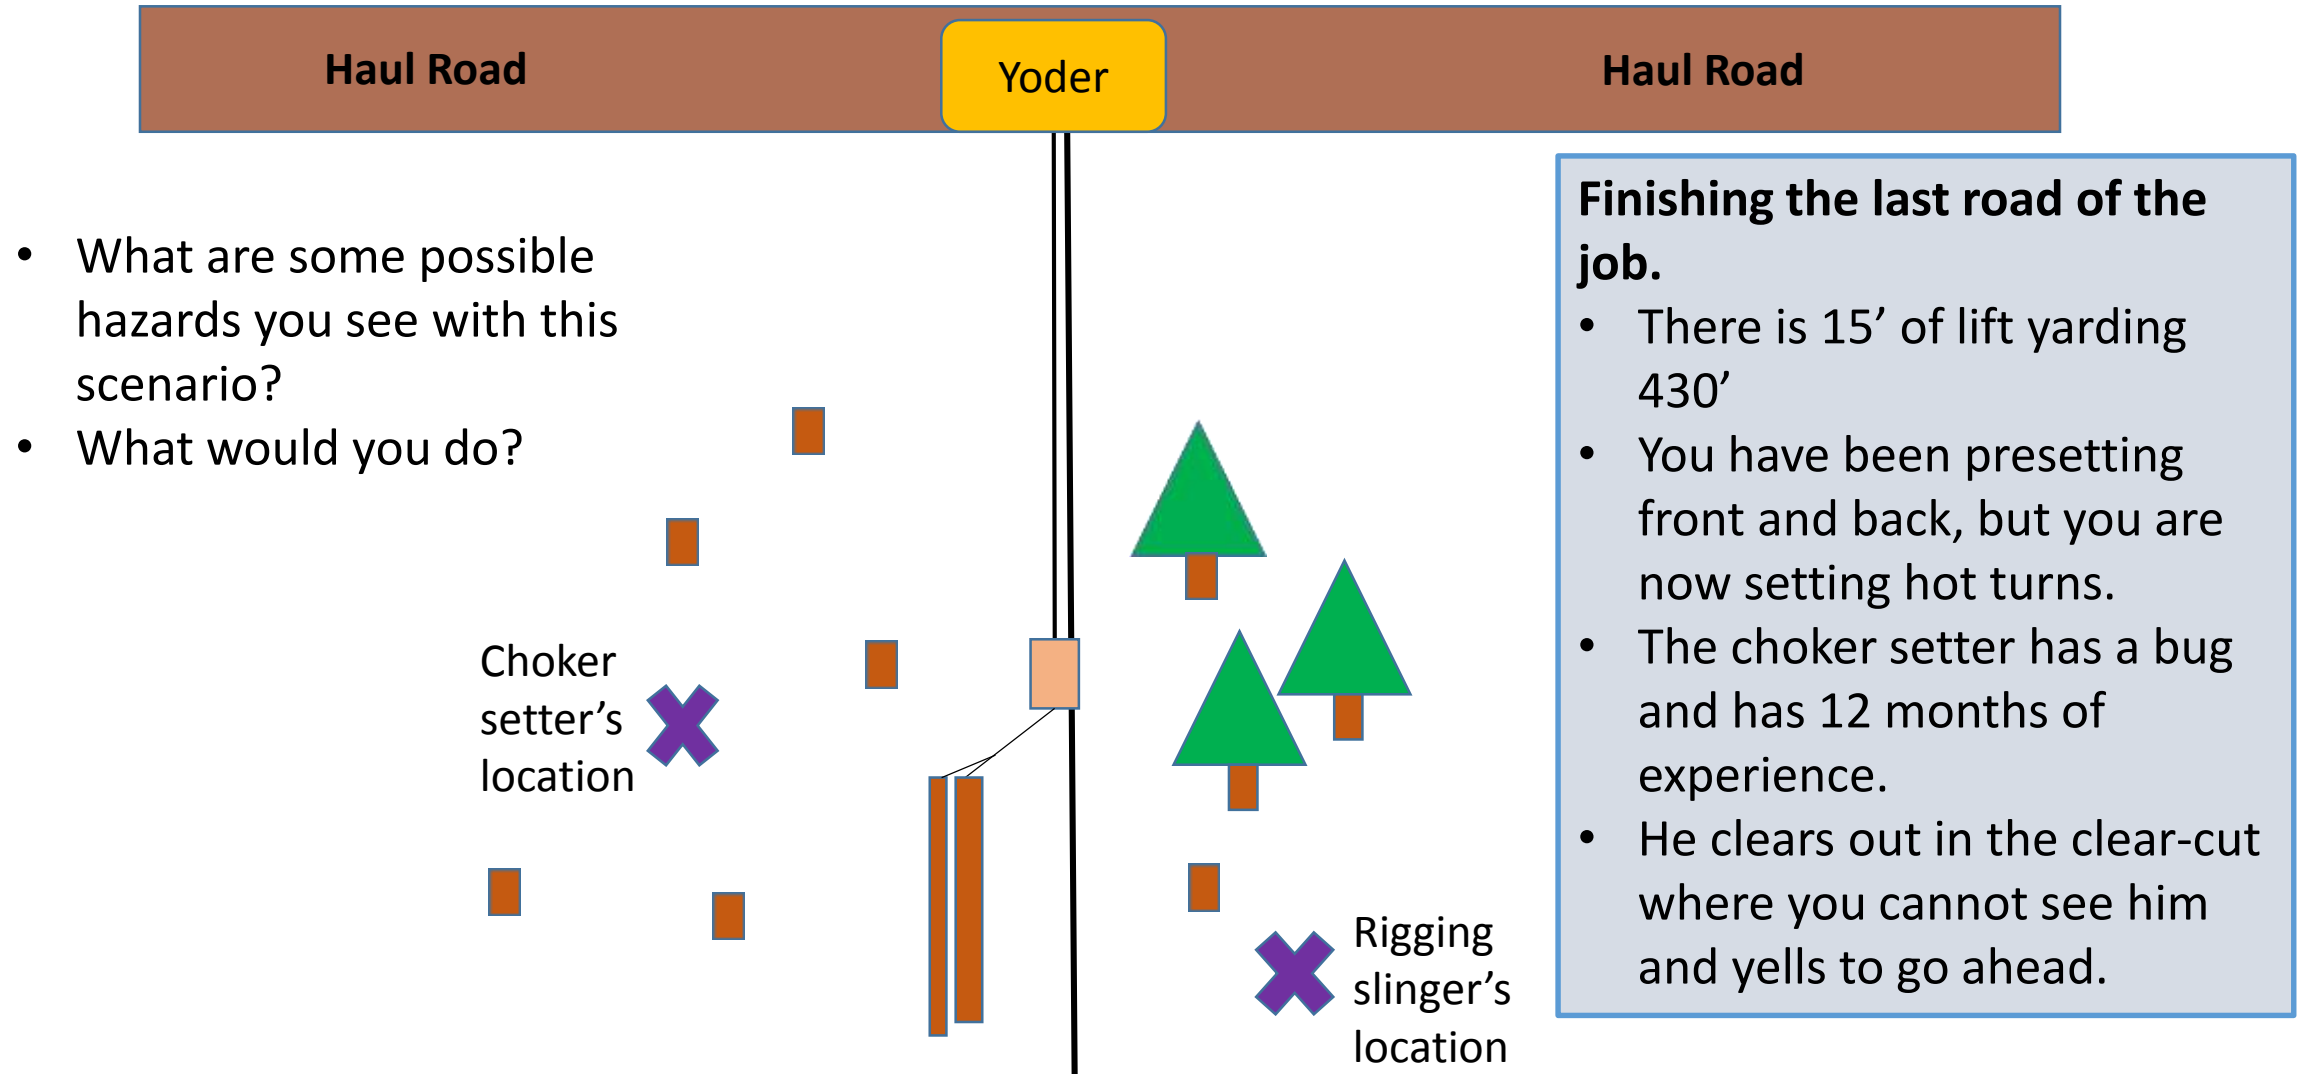 Haul Road
Yoder
Haul Road
• What are some possible
hazards you see with this
scenario?
• What would you do?
Finishing the last road of the
job.
• There is 15’ of lift yarding
430’
• You have been presetting
front and back, but you are
now setting hot turns.
• The choker setter has a bug
and has 12 months of
experience.
• He clears out in the clear-cut
where you cannot see him
and yells to go ahead.
Choker
setter’s
location
Rigging
slinger’s
location